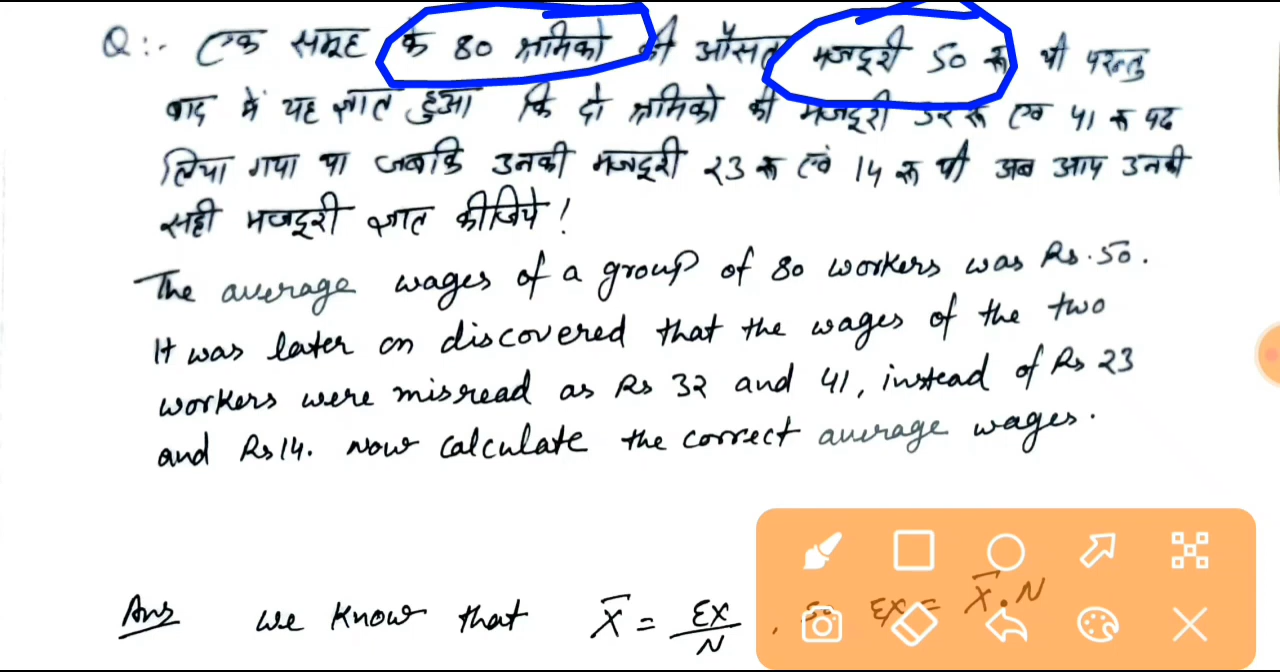 Q:- एक समूह के 80 श्रमिको की औसत मजदूरी 50 रू थी परन्तु
बाद में यह ज्ञात हुआ कि दो श्रमिको की मजदूरी 32 रू एवं 41 रू पढ
लिया गया था जबकि उनकी मजदूरी 23 रू एवं 14 रू थी अब आप उनकी
सही मजदूरी ज्ञात कीजिये !
The average wages of a group of 80 workers was Rs. 50.
It was later on discovered that the wages of the two
workers were misread as Rs 32 and 41, instead of Rs 23
and Rs 14. Now calculate the correct average wages.
Ans We know that X̅ = ΣX/N , so ΣX = X̅.N